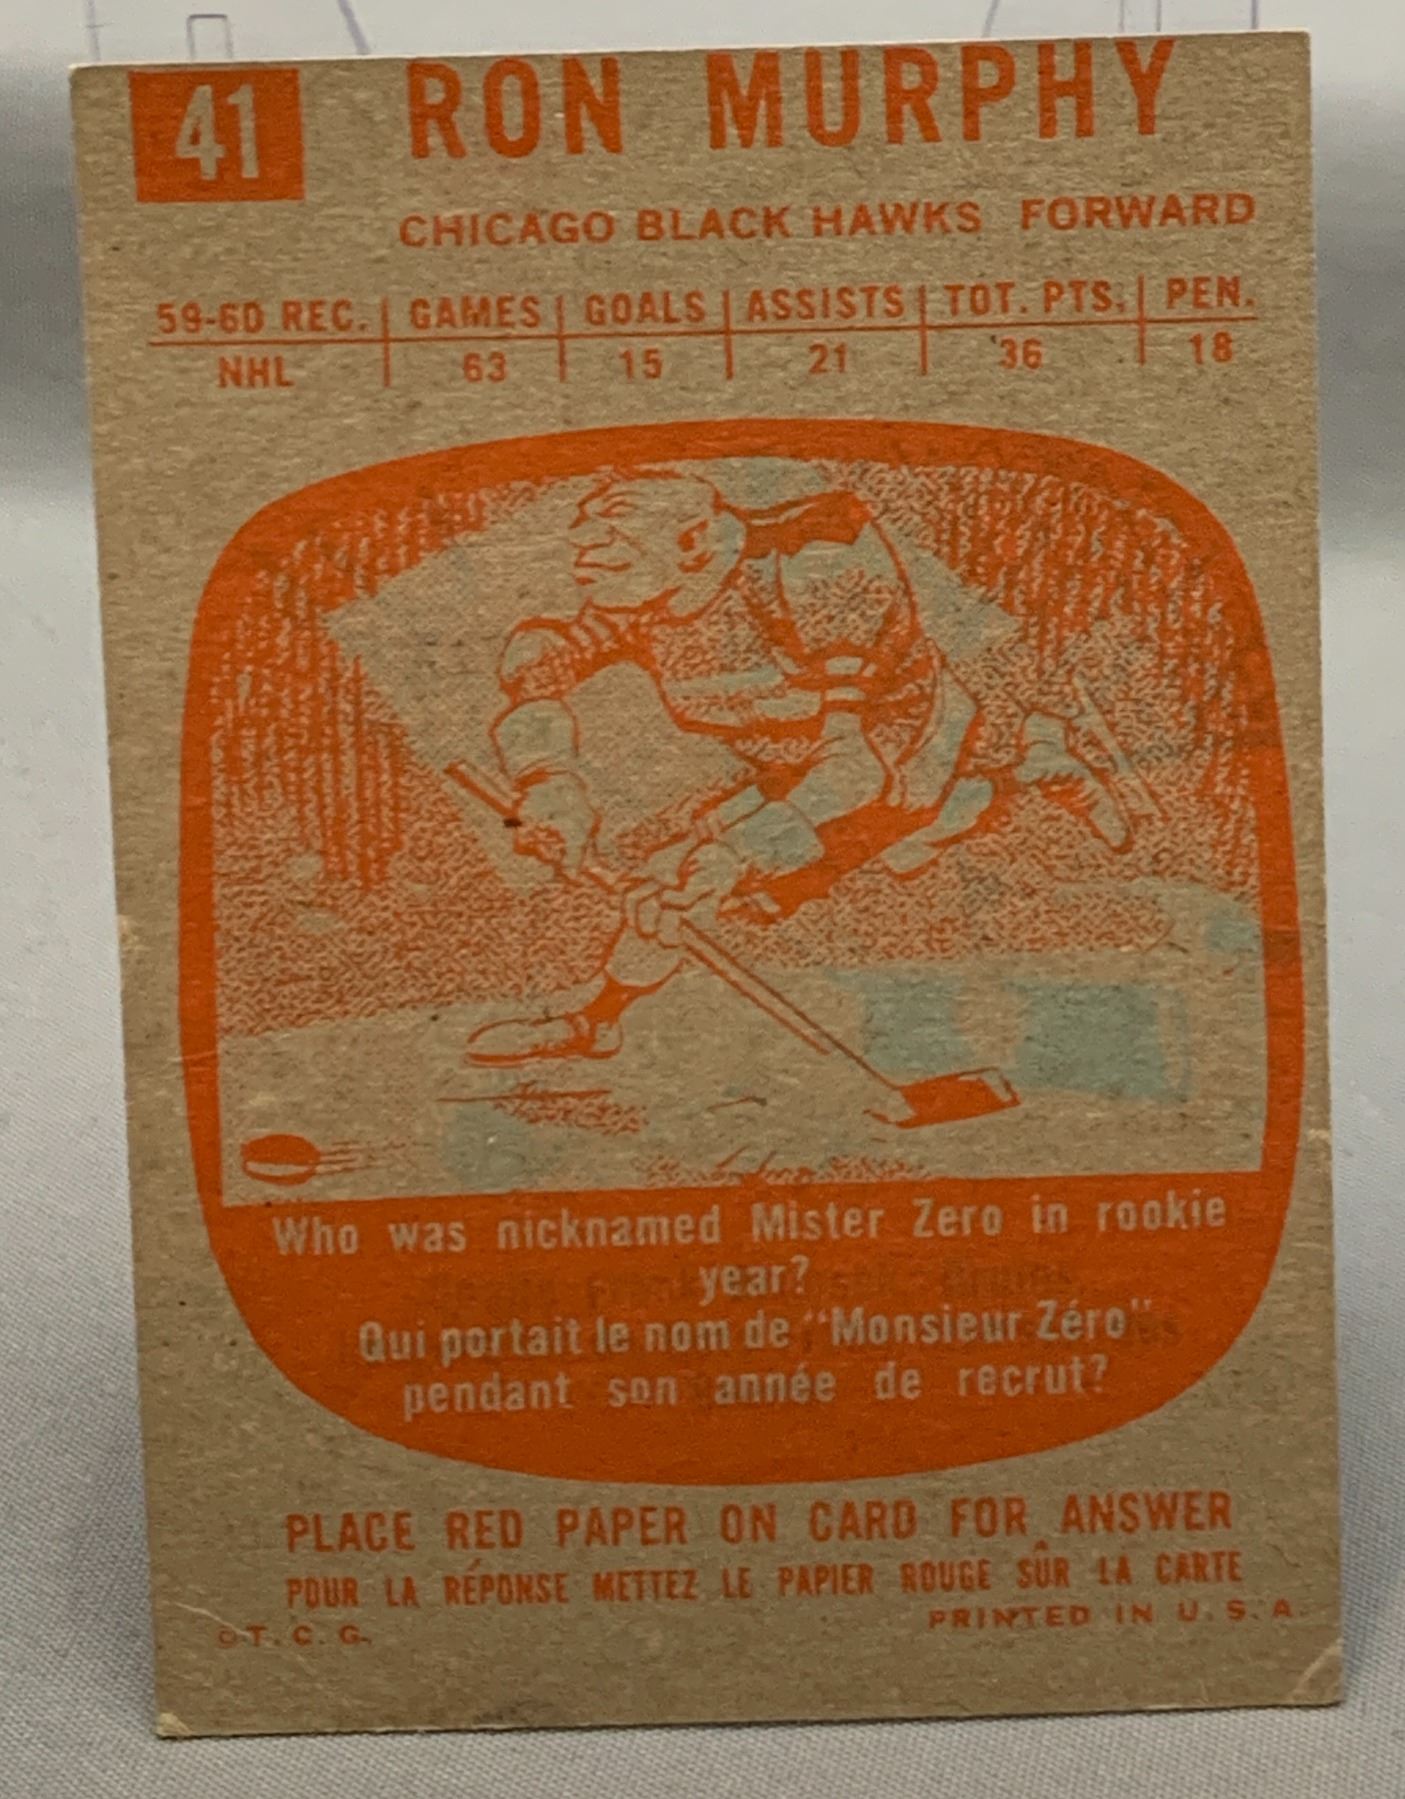 41 RON MURPHY
CHICAGO BLACK HAWKS FORWARD
59-60 REC. GAMES GOALS ASSISTS TOT. PTS. PEN.
NHL 63 15 21 36 18
Who was nicknamed Mister Zero in rookie
year?
Qui portait le nom de "Monsieur Zéro"
pendant son année de recrut?
PLACE RED PAPER ON CARD FOR ANSWER
POUR LA RÉPONSE METTEZ LE PAPIER ROUGE SÛR LA CARTE
© T. C. G. PRINTED IN U. S. A.